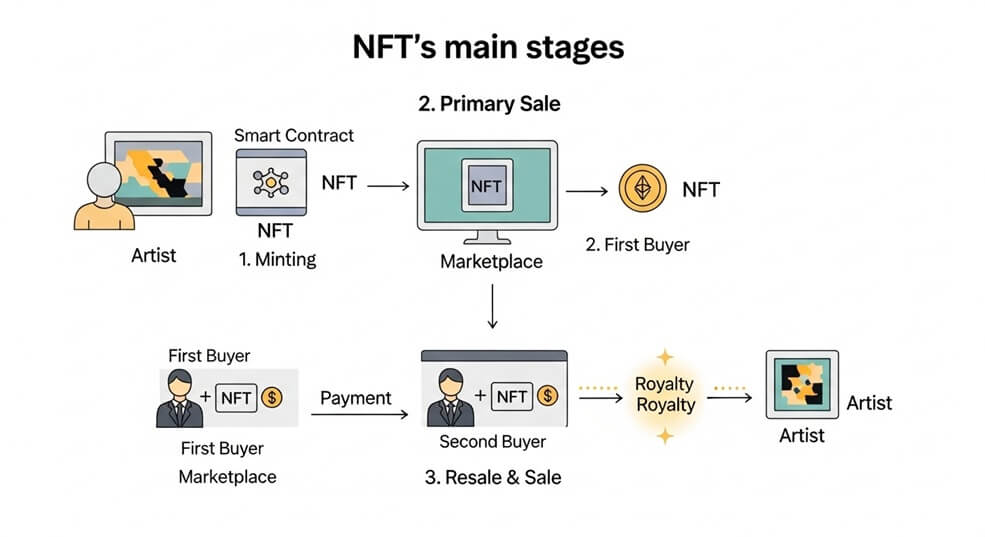 NFT's main stages
2. Primary Sale
Smart Contract
NFT
NFT
1. Minting
Artist
NFT
Marketplace
NFT
2. First Buyer
First Buyer
+ NFT $
First Buyer
Marketplace
Payment
+ NFT $
Second Buyer
3. Resale & Sale
Royalty
Royalty
Artist
Artist